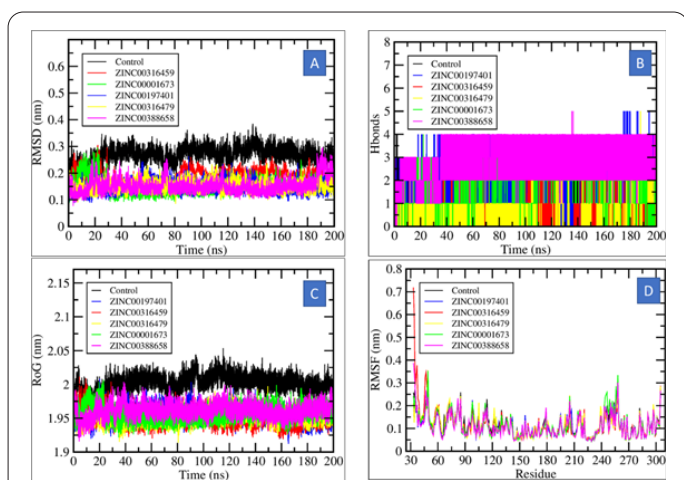 A
RMSD (nm)
0.6
0.5
0.4
0.3
0.2
0.1
0
Control
ZINC00316459
ZINC00001673
ZINC00197401
ZINC00316479
ZINC00388658
0 20 40 60 80 100 120 140 160 180 200
Time (ns)
B
Hbonds
8
7
6
5
4
3
2
1
0
Control
ZINC00197401
ZINC00316459
ZINC00316479
ZINC00001673
ZINC00388658
0 20 40 60 80 100 120 140 160 180 200
Time (ns)
C
RoG (nm)
2.15
2.1
2.05
2
1.95
1.9
Control
ZINC00197401
ZINC00316459
ZINC00316479
ZINC00001673
ZINC00388658
0 20 40 60 80 100 120 140 160 180 200
Time (ns)
D
RMSF (nm)
0.8
0.7
0.6
0.5
0.4
0.3
0.2
0.1
0
Control
ZINC00197401
ZINC00316459
ZINC00316479
ZINC00001673
ZINC00388658
30 60 90 120 150 180 210 240 270 300
Residue